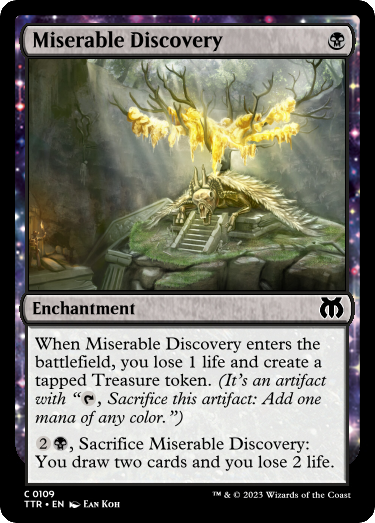 Miserable Discovery
Enchantment
When Miserable Discovery enters the
battlefield, you lose 1 life and create a
tapped Treasure token. (It's an artifact
with “, Sacrifice this artifact: Add one
mana of any color.”)
2, Sacrifice Miserable Discovery:
You draw two cards and you lose 2 life.
C 0109
TTR • EN Ean Koh
™ & © 2023 Wizards of the Coast